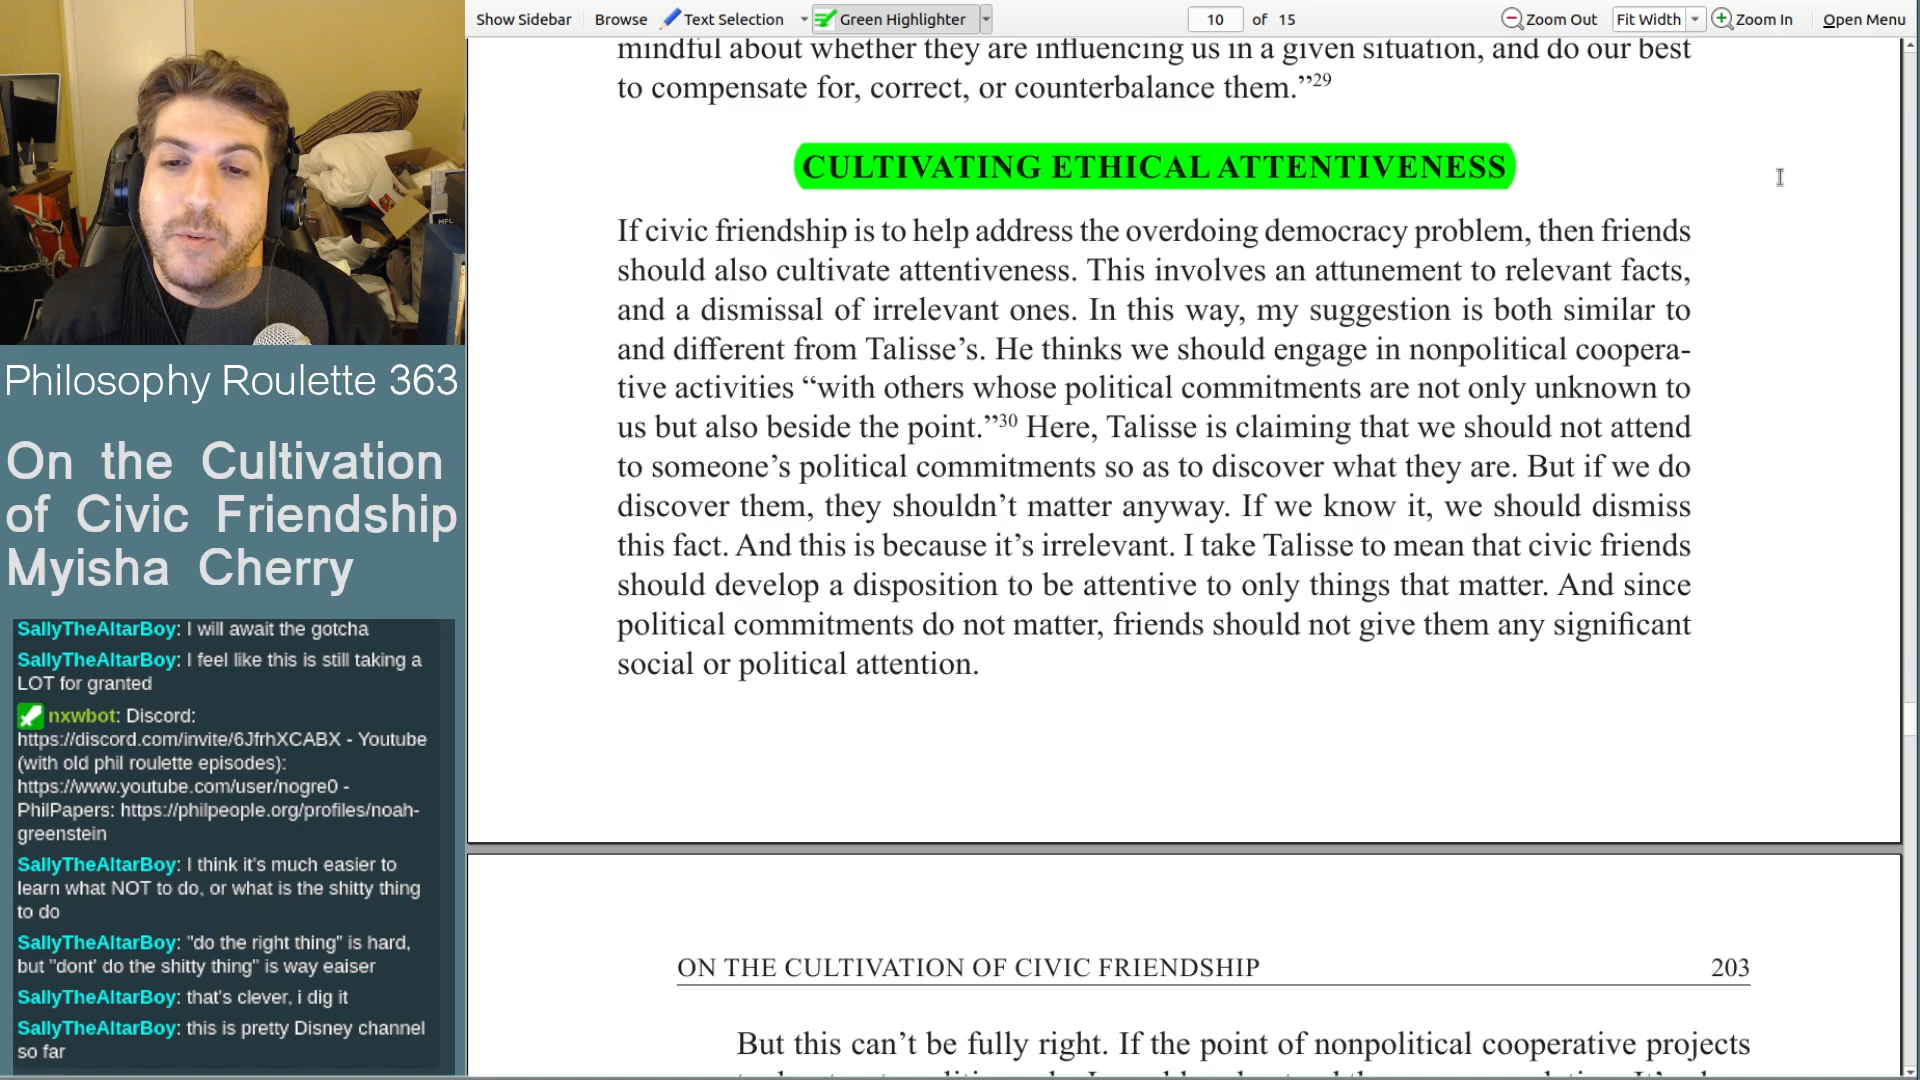 Show Sidebar Browse Text Selection Green Highlighter 10 of 15 Zoom Out Fit Width Zoom In Open Menu
mindful about whether they are influencing us in a given situation, and do our best
to compensate for, correct, or counterbalance them.”29
CULTIVATING ETHICAL ATTENTIVENESS
If civic friendship is to help address the overdoing democracy problem, then friends
should also cultivate attentiveness. This involves an attunement to relevant facts,
and a dismissal of irrelevant ones. In this way, my suggestion is both similar to
and different from Talisse’s. He thinks we should engage in nonpolitical coopera-
tive activities “with others whose political commitments are not only unknown to
us but also beside the point.”30 Here, Talisse is claiming that we should not attend
to someone’s political commitments so as to discover what they are. But if we do
discover them, they shouldn’t matter anyway. If we know it, we should dismiss
this fact. And this is because it’s irrelevant. I take Talisse to mean that civic friends
should develop a disposition to be attentive to only things that matter. And since
political commitments do not matter, friends should not give them any significant
social or political attention.
ON THE CULTIVATION OF CIVIC FRIENDSHIP 203
But this can’t be fully right. If the point of nonpolitical cooperative projects
Philosophy Roulette 363
On the Cultivation
of Civic Friendship
Myisha Cherry
SallyTheAltarBoy: I will await the gotcha
SallyTheAltarBoy: I feel like this is still taking a
LOT for granted
nxwbot: Discord:
https://discord.com/invite/6JfrhXCABX - Youtube
(with old phil roulette episodes):
https://www.youtube.com/user/nogre0 -
PhilPapers: https://philpeople.org/profiles/noah-
greenstein
SallyTheAltarBoy: I think it's much easier to
learn what NOT to do, or what is the shitty thing
to do
SallyTheAltarBoy: "do the right thing" is hard,
but "dont' do the shitty thing" is way eaiser
SallyTheAltarBoy: that's clever, i dig it
SallyTheAltarBoy: this is pretty Disney channel
so far